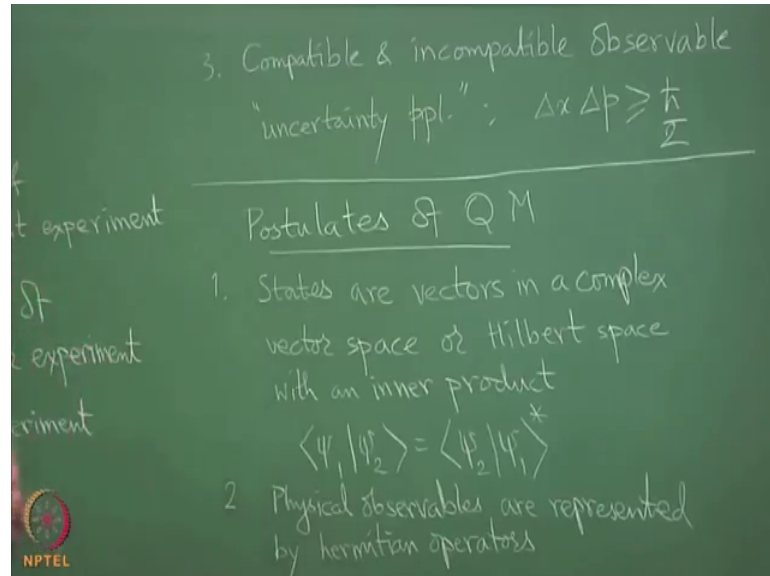 3. Compatible & incompatible observable
"uncertainty ppl."; Δx Δp ≥ ħ/2
t experiment
of
experiment
eriment
Postulates of QM
1. States are vectors in a complex
vector space or Hilbert space
with an inner product
⟨ψ₁|ψ₂⟩ = ⟨ψ₂|ψ₁⟩*
2 Physical observables are represented
by hermitian operators
NPTEL